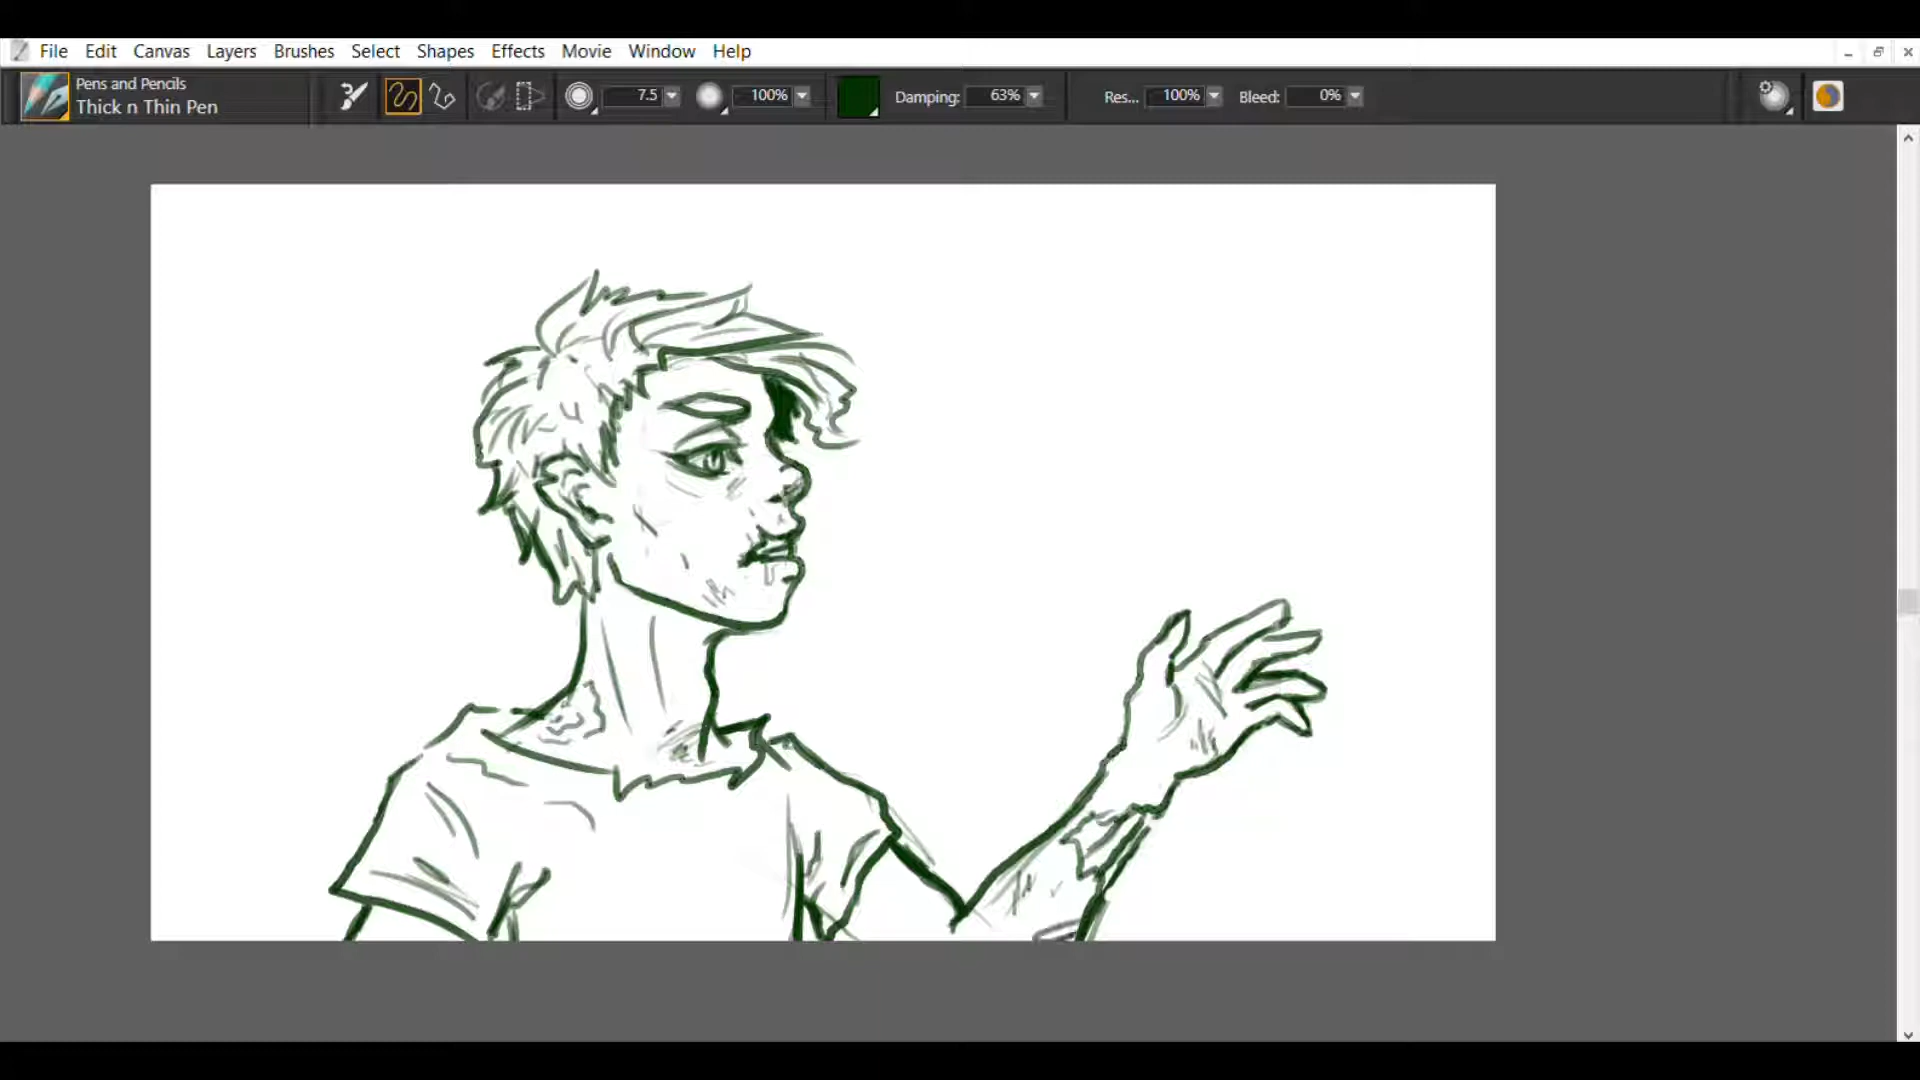 File Edit Canvas Layers Brushes Select Shapes Effects Movie Window Help
Pens and Pencils
Thick n Thin Pen
7.5 100% Damping: 63% Res... 100% Bleed: 0%